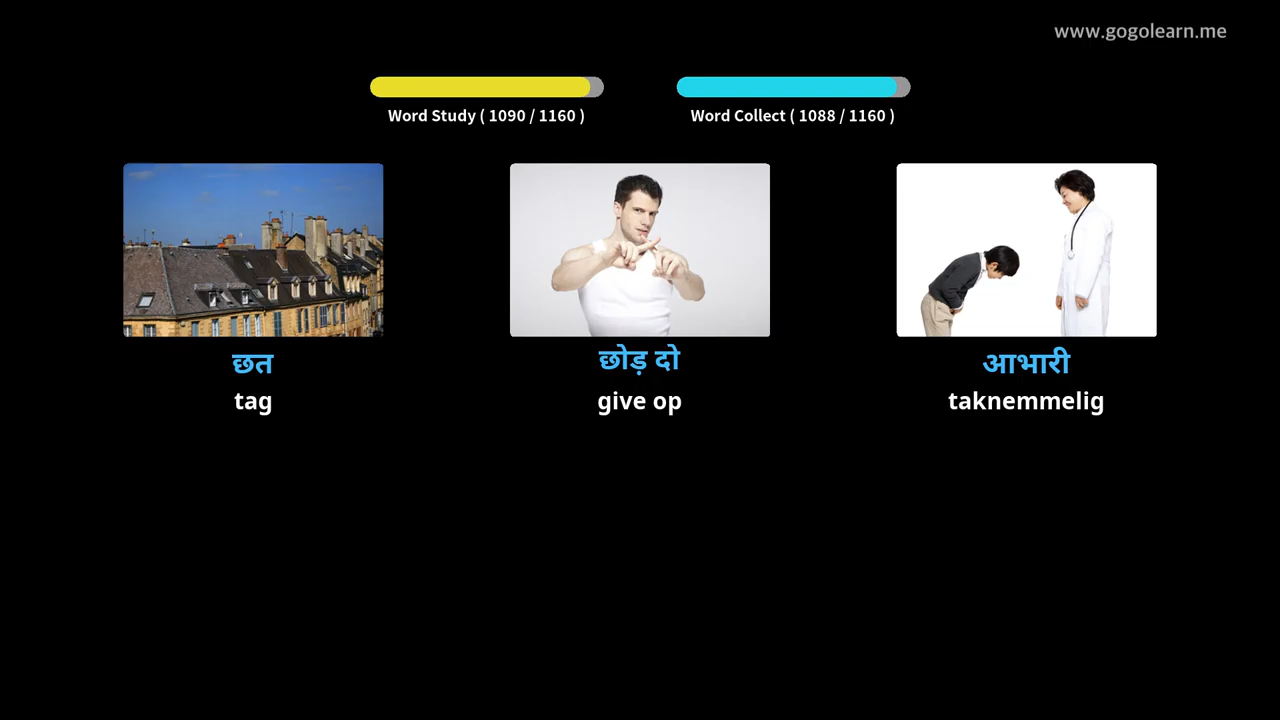 www.gogolearn.me
Word Study ( 1090 / 1160 )
Word Collect ( 1088 / 1160 )
छत
छोड़ दो
आभारी
tag
give op
taknemmelig